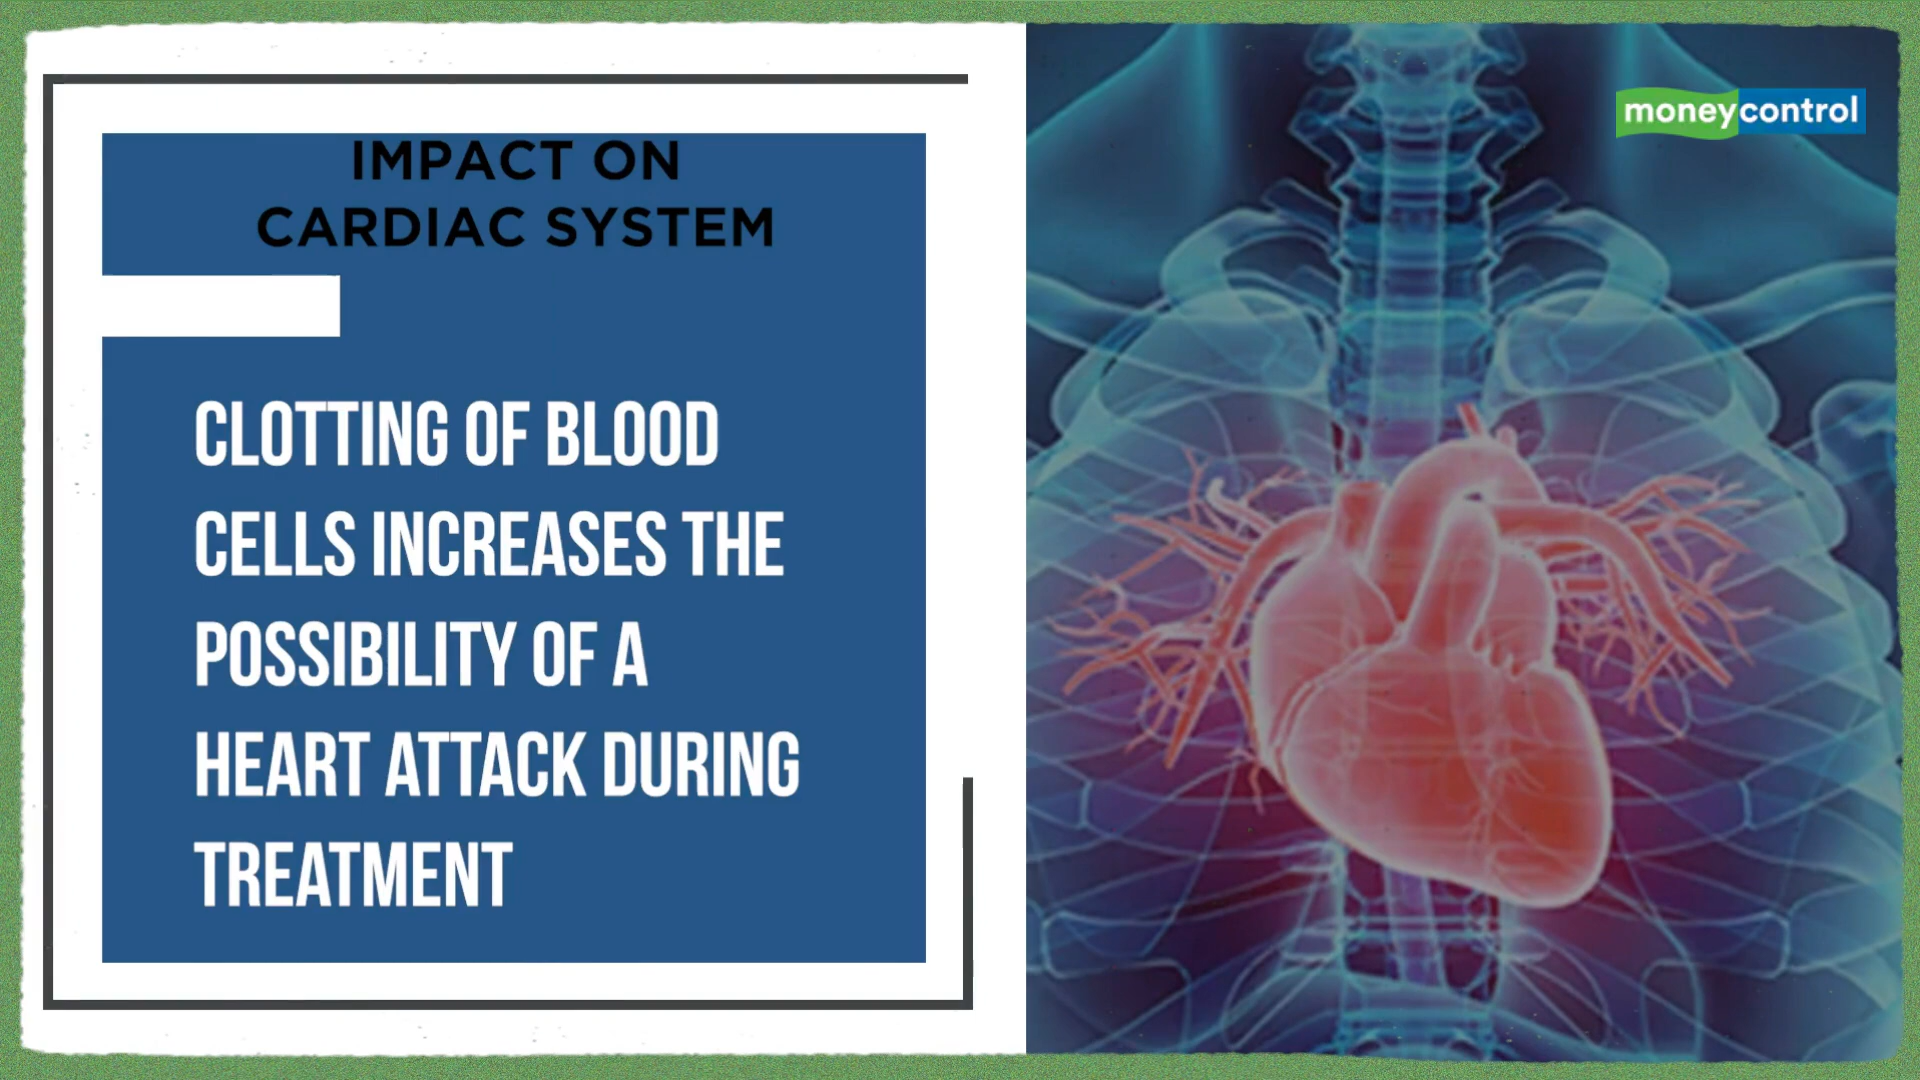 IMPACT ON
CARDIAC SYSTEM
CLOTTING OF BLOOD
CELLS INCREASES THE
POSSIBILITY OF A
HEART ATTACK DURING
TREATMENT
moneycontrol